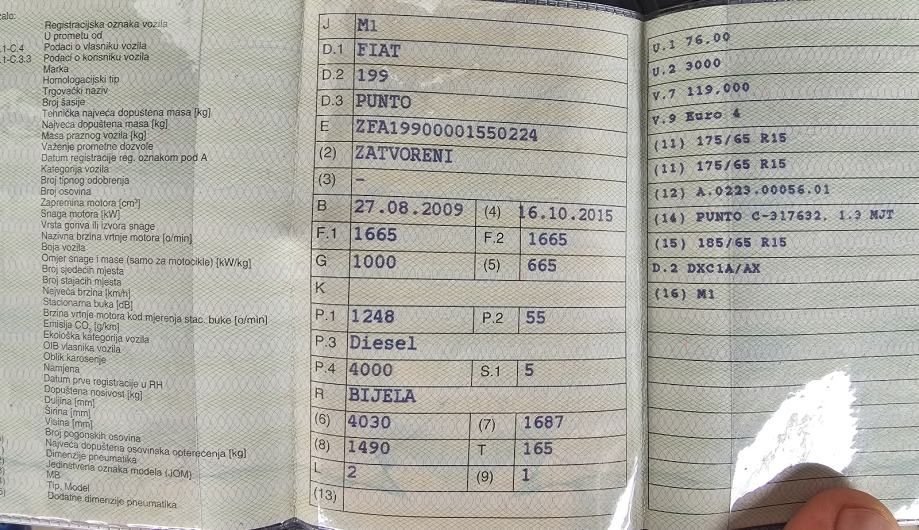 zalo:
Registracijska oznaka vozila
U prometu od
.1-C.4 Podaci o vlasniku vozila
.1-C.3.3 Podaci o korisniku vozila
Marka
Homologacijski tip
Trgovački naziv
Broj šasije
Tehnička najveća dopuštena masa [kg]
Najveća dopuštena masa [kg]
Masa praznog vozila [kg]
Važenje prometne dozvole
Datum registracije reg. oznakom pod A
Kategorija vozila
Broj tipnog odobrenja
Broj osovina
Zapremina motora [cm³]
Snaga motora [kW]
Vrsta goriva ili izvora snage
Nazivna brzina vrtnje motora [o/min]
Boja vozila
Omjer snage i mase (samo za motocikle) [kW/kg]
Broj sjedećih mjesta
Broj stajaćih mjesta
Najveća brzina [km/h]
Stacionarna buka [dB]
Brzina vrtnje motora kod mjerenja stac. buke [o/min]
Emisija CO₂ [g/km]
Ekološka kategorija vozila
OIB vlasnika vozila
Oblik karoserije
Namjena
Datum prve registracije u RH
Dopuštena nosivost [kg]
Duljina [mm]
Širina [mm]
Visina [mm]
Broj pogonskih osovina
Najveća dopuštena osovinska opterećenja [kg]
Dimenzije pneumatika
Jedinstvena oznaka modela (JOM)
MB
Tip, Model
Dodatne dimenzije pneumatika
J M1
D.1 FIAT
D.2 199
D.3 PUNTO
E ZFA19900001550224
(2) ZATVORENI
(3) –
B 27.08.2009 (4) 16.10.2015
F.1 1665 F.2 1665
G 1000 (5) 665
K
P.1 1248 P.2 55
P.3 Diesel
P.4 4000 S.1 5
R BIJELA
(6) 4030 (7) 1687
(8) 1490 T 165
L 2 (9) 1
(13)
U.1 76.00
U.2 3000
V.7 119,000
V.9 Euro 4
(11) 175/65 R15
(11) 175/65 R15
(12) A.0223.00056.01
(14) PUNTO C-317632, 1.3 MJT
(15) 185/65 R15
D.2 DXC1A/AX
(16) M1